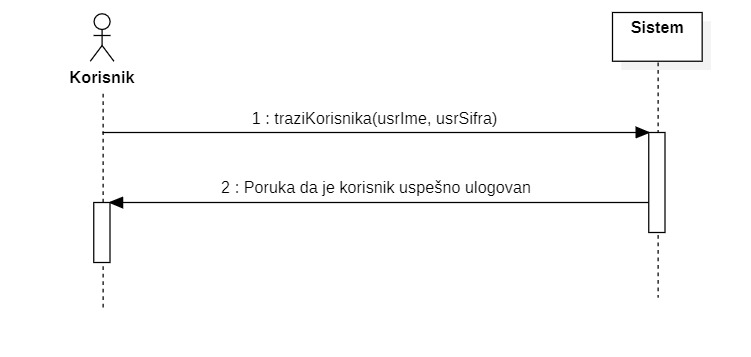 Sistem
Korisnik
1 : traziKorisnika(usrIme, usrSifra)
2 : Poruka da je korisnik uspešno ulogovan